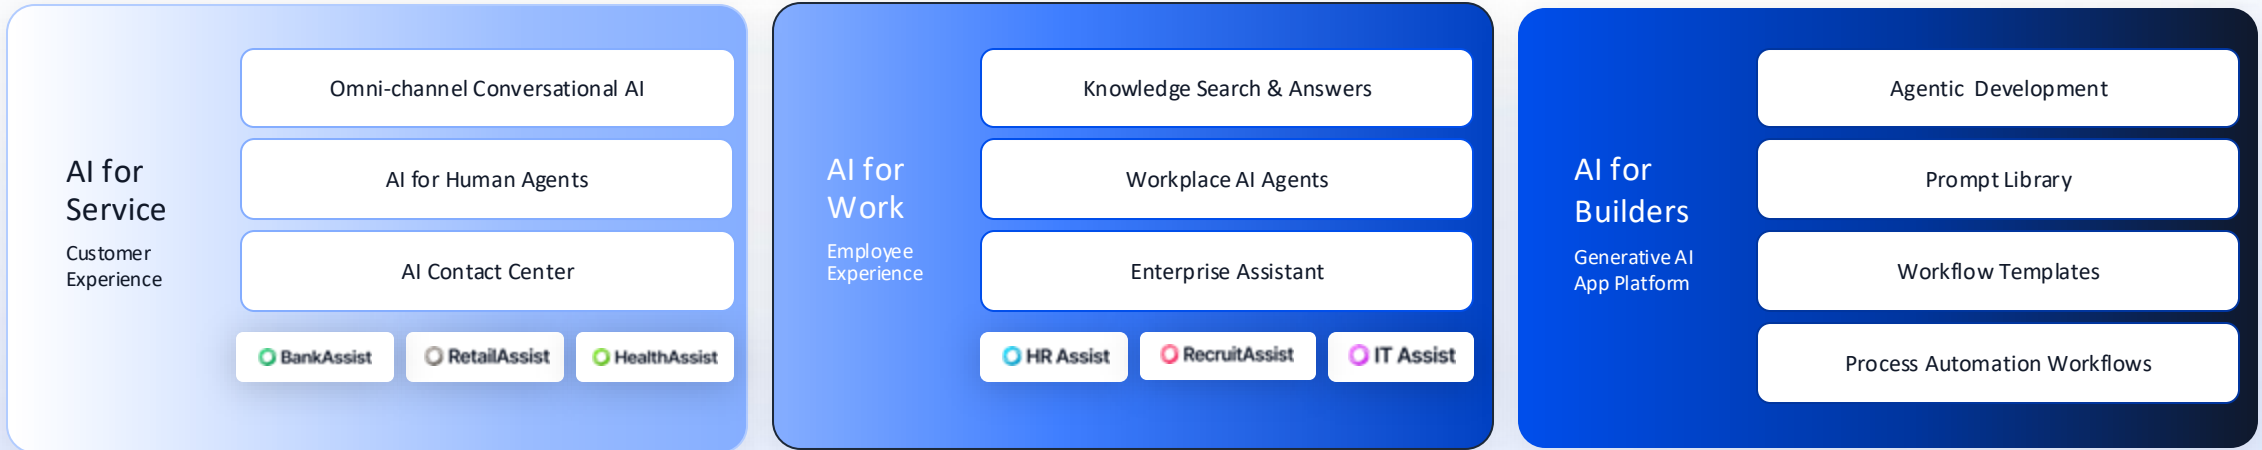 AI for
Service
Customer
Experience
Omni-channel Conversational AI
AI for Human Agents
AI Contact Center
BankAssist
RetailAssist
HealthAssist
AI for
Work
Employee
Experience
Knowledge Search & Answers
Workplace AI Agents
Enterprise Assistant
HR Assist
RecruitAssist
IT Assist
AI for
Builders
Generative AI
App Platform
Agentic Development
Prompt Library
Workflow Templates
Process Automation Workflows